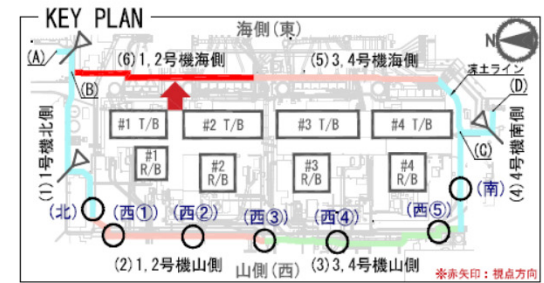 KEY PLAN
海側(東)
N
(A)
(6) 1,2号機海側
(5) 3,4号機海側
凍土ライン
(B)
(D)
#1 T/B
#2 T/B
#3 T/B
#4 T/B
(C)
(1) 1号機北側
(4) 4号機南側
#1
R/B
#2
R/B
#3
R/B
#4
R/B
(北)
(西①)
(西②)
(西③)
(西④)
(西⑤)
(南)
(2) 1,2号機山側
山側(西)
(3) 3,4号機山側
※赤矢印：視点方向